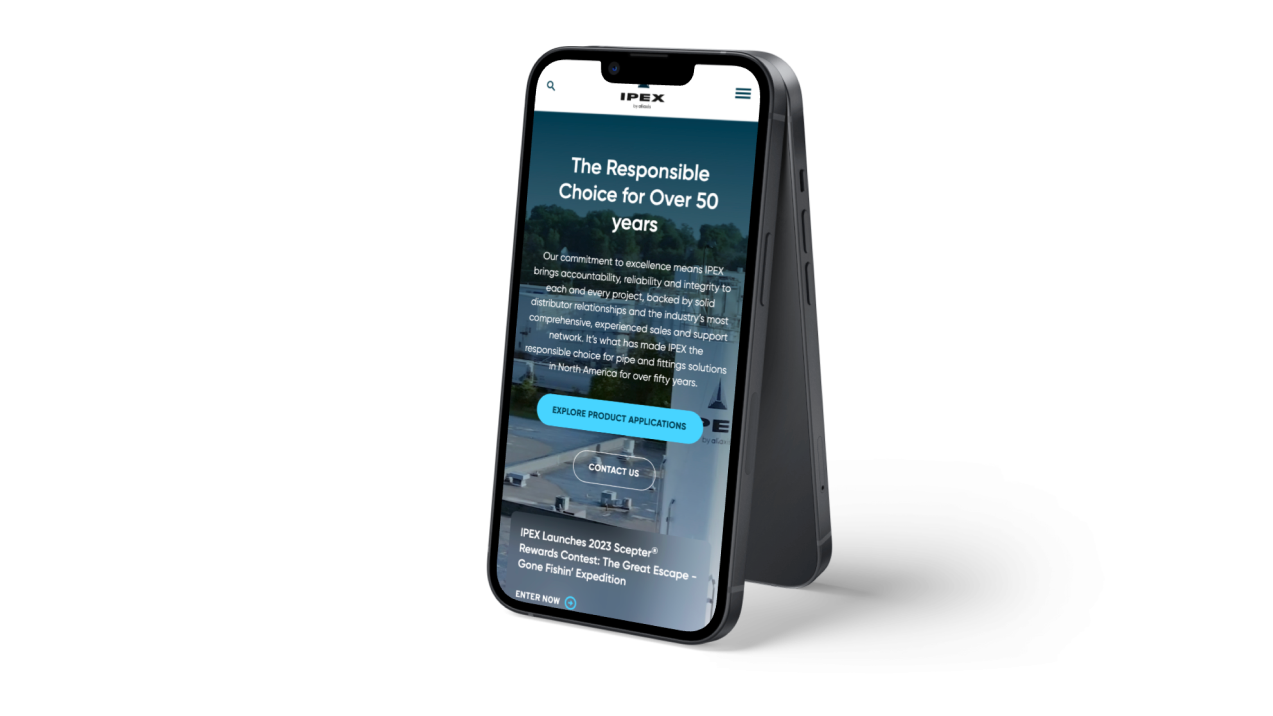 IPEX
by aliaxis
The Responsible
Choice for Over 50
years
Our commitment to excellence means IPEX
brings accountability, reliability and integrity to
each and every project, backed by solid
distributor relationships and the industry's most
comprehensive, experienced sales and support
network. It's what has made IPEX the
responsible choice for pipe and fittings solutions
in North America for over fifty years.
EXPLORE PRODUCT APPLICATIONS
PE
by alia
CONTACT US
IPEX Launches 2023 Scepter®
Rewards Contest: The Great Escape -
Gone Fishin' Expedition
ENTER NOW